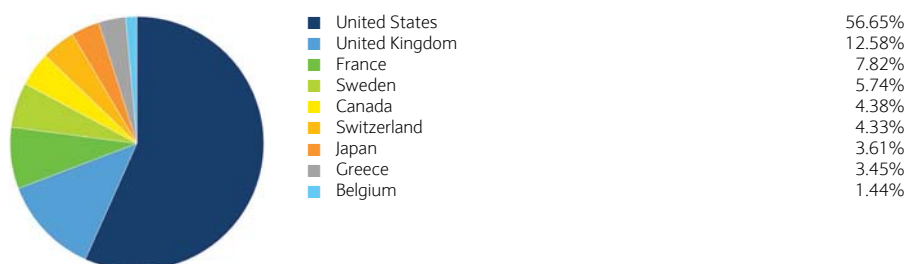 United States 56.65%
United Kingdom 12.58%
France 7.82%
Sweden 5.74%
Canada 4.38%
Switzerland 4.33%
Japan 3.61%
Greece 3.45%
Belgium 1.44%